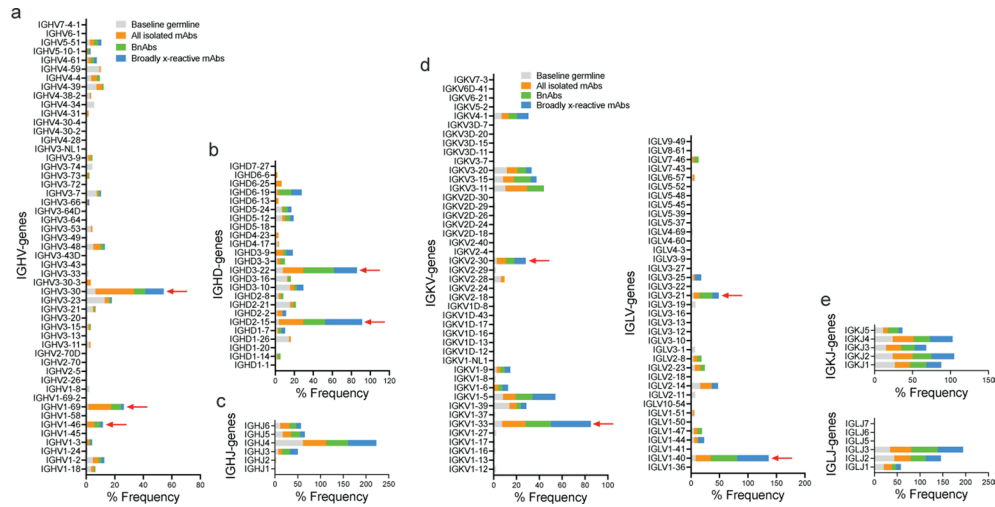 a
IGHV7-4-1
IGHV6-1
IGHV5-51
IGHV5-10-1
IGHV4-61
IGHV4-59
IGHV4-4
IGHV4-39
IGHV4-38-2
IGHV4-34
IGHV4-31
IGHV4-30-4
IGHV4-30-2
IGHV4-28
IGHV3-NL1
IGHV3-9
IGHV3-74
IGHV3-73
IGHV3-72
IGHV3-7
IGHV3-66
IGHV3-64D
IGHV3-64
IGHV3-53
IGHV3-49
IGHV3-48
IGHV3-43D
IGHV3-43
IGHV3-33
IGHV3-30-3
IGHV3-30
IGHV3-23
IGHV3-21
IGHV3-20
IGHV3-15
IGHV3-13
IGHV3-11
IGHV2-70D
IGHV2-70
IGHV2-5
IGHV2-26
IGHV1-8
IGHV1-69-2
IGHV1-69
IGHV1-58
IGHV1-46
IGHV1-45
IGHV1-3
IGHV1-24
IGHV1-2
IGHV1-18
IGHV-genes
0 20 40 60 80
% Frequency
Baseline germline
All isolated mAbs
BnAbs
Broadly x-reactive mAbs
b
IGHD7-27
IGHD6-6
IGHD6-25
IGHD6-19
IGHD6-13
IGHD5-24
IGHD5-12
IGHD5-18
IGHD4-23
IGHD4-17
IGHD3-9
IGHD3-3
IGHD3-22
IGHD3-16
IGHD3-10
IGHD2-8
IGHD2-21
IGHD2-2
IGHD2-15
IGHD1-7
IGHD1-26
IGHD1-20
IGHD1-14
IGHD1-1
IGHD-genes
0 20 40 60 80 100 120
% Frequency
c
IGHJ6
IGHJ5
IGHJ4
IGHJ3
IGHJ2
IGHJ1
IGHJ-genes
0 50 100 150 200 250
% Frequency
d
IGKV7-3
IGKV6D-41
IGKV6-21
IGKV5-2
IGKV4-1
IGKV3D-7
IGKV3D-20
IGKV3D-15
IGKV3D-11
IGKV3-7
IGKV3-20
IGKV3-15
IGKV3-11
IGKV2D-30
IGKV2D-29
IGKV2D-26
IGKV2D-24
IGKV2D-18
IGKV2-40
IGKV2-4
IGKV2-30
IGKV2-29
IGKV2-28
IGKV2-24
IGKV2-18
IGKV1D-8
IGKV1D-43
IGKV1D-17
IGKV1D-16
IGKV1D-13
IGKV1D-12
IGKV1-NL1
IGKV1-9
IGKV1-8
IGKV1-6
IGKV1-5
IGKV1-39
IGKV1-37
IGKV1-33
IGKV1-27
IGKV1-17
IGKV1-16
IGKV1-13
IGKV1-12
IGKV-genes
0 20 40 60 80 100
% Frequency
Baseline germline
All isolated mAbs
BnAbs
Broadly x-reactive mAbs
IGLV9-49
IGLV8-61
IGLV7-46
IGLV7-43
IGLV6-57
IGLV5-52
IGLV5-48
IGLV5-45
IGLV5-39
IGLV5-37
IGLV4-69
IGLV4-60
IGLV4-3
IGLV3-9
IGLV3-27
IGLV3-25
IGLV3-22
IGLV3-21
IGLV3-19
IGLV3-16
IGLV3-13
IGLV3-12
IGLV3-10
IGLV3-1
IGLV2-8
IGLV2-23
IGLV2-18
IGLV2-14
IGLV2-11
IGLV10-54
IGLV1-51
IGLV1-50
IGLV1-47
IGLV1-44
IGLV1-41
IGLV1-40
IGLV1-36
IGLV-genes
0 50 100 150 200
% Frequency
e
IGKJ5
IGKJ4
IGKJ3
IGKJ2
IGKJ1
IGKJ-genes
0 50 100 150
% Frequency
IGLJ7
IGLJ6
IGLJ5
IGLJ3
IGLJ2
IGLJ1
IGLJ-genes
0 50 100 150 200 250
% Frequency